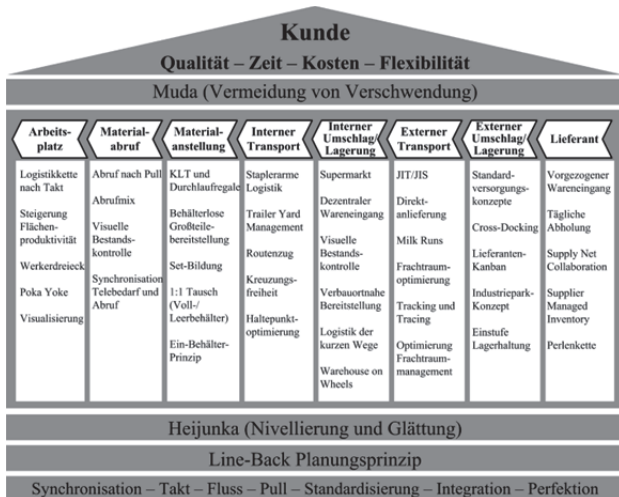 Kunde
Qualität – Zeit – Kosten – Flexibilität
Muda (Vermeidung von Verschwendung)
Arbeits-
platz
Logistikkette
nach Takt
Steigerung
Flächen-
produktivität
Werkerdreieck
Poka Yoke
Visualisierung
Material-
abruf
Abruf nach Pull
Abrufmix
Visuelle
Bestands-
kontrolle
Synchronisation
Telebedarf und
Abruf
Material-
anstellung
KLT und
Durchlaufregale
Behälterlose
Großteile-
bereitstellung
Set-Bildung
1:1 Tausch
(Voll-/
Leerbehälter)
Ein-Behälter-
Prinzip
Interner
Transport
Staplerarme
Logistik
Trailer Yard
Management
Routenzug
Kreuzungs-
freiheit
Haltepunkt-
optimierung
Interner
Umschlag/
Lagerung
Supermarkt
Dezentraler
Wareneingang
Visuelle
Bestands-
kontrolle
Verbauortnahe
Bereitstellung
Logistik der
kurzen Wege
Warehouse on
Wheels
Externer
Transport
JIT/JIS
Direkt-
anlieferung
Milk Runs
Frachtraum-
optimierung
Tracking und
Tracing
Optimierung
Frachtraum-
management
Externer
Umschlag/
Lagerung
Standard-
versorgungs-
konzepte
Cross-Docking
Lieferanten-
Kanban
Industriepark-
Konzept
Einstufe
Lagerhaltung
Lieferant
Vorgezogener
Wareneingang
Tägliche
Abholung
Supply Net
Collaboration
Supplier
Managed
Inventory
Perlenkette
Heijunka (Nivellierung und Glättung)
Line-Back Planungsprinzip
Synchronisation – Takt – Fluss – Pull – Standardisierung – Integration – Perfektion